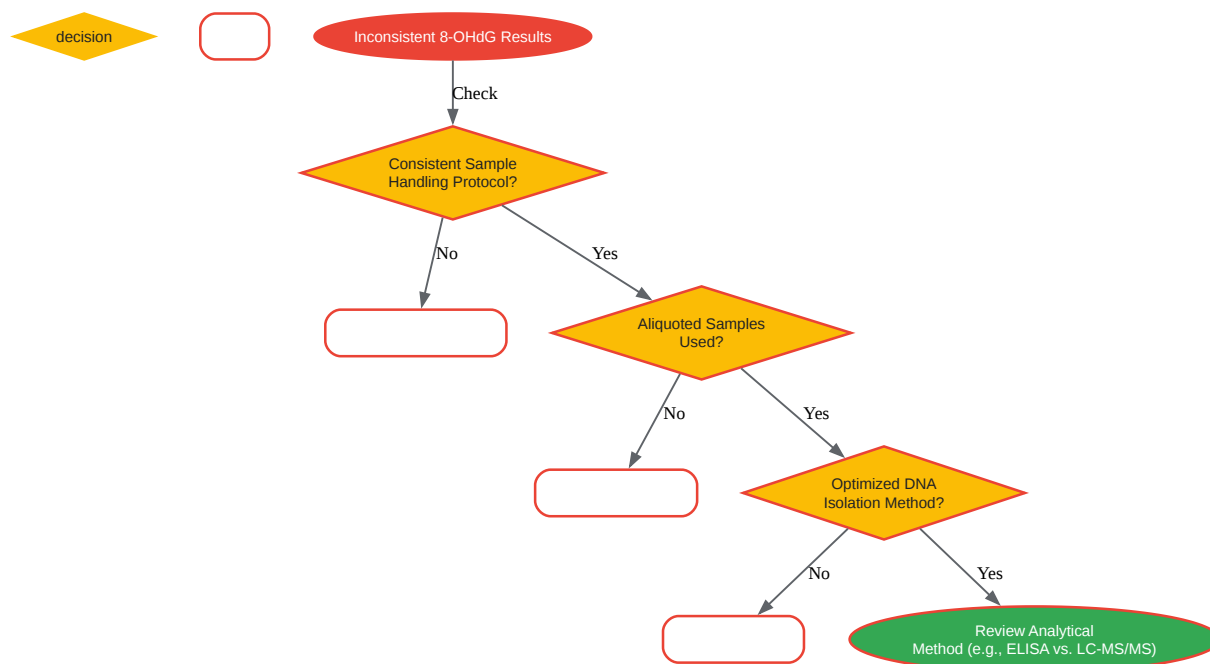 decision
Inconsistent 8-OHdG Results
Check
Consistent Sample
Handling Protocol?
No
Yes
Aliquoted Samples
Used?
No
Yes
Optimized DNA
Isolation Method?
No
Yes
Review Analytical
Method (e.g., ELISA vs. LC-MS/MS)